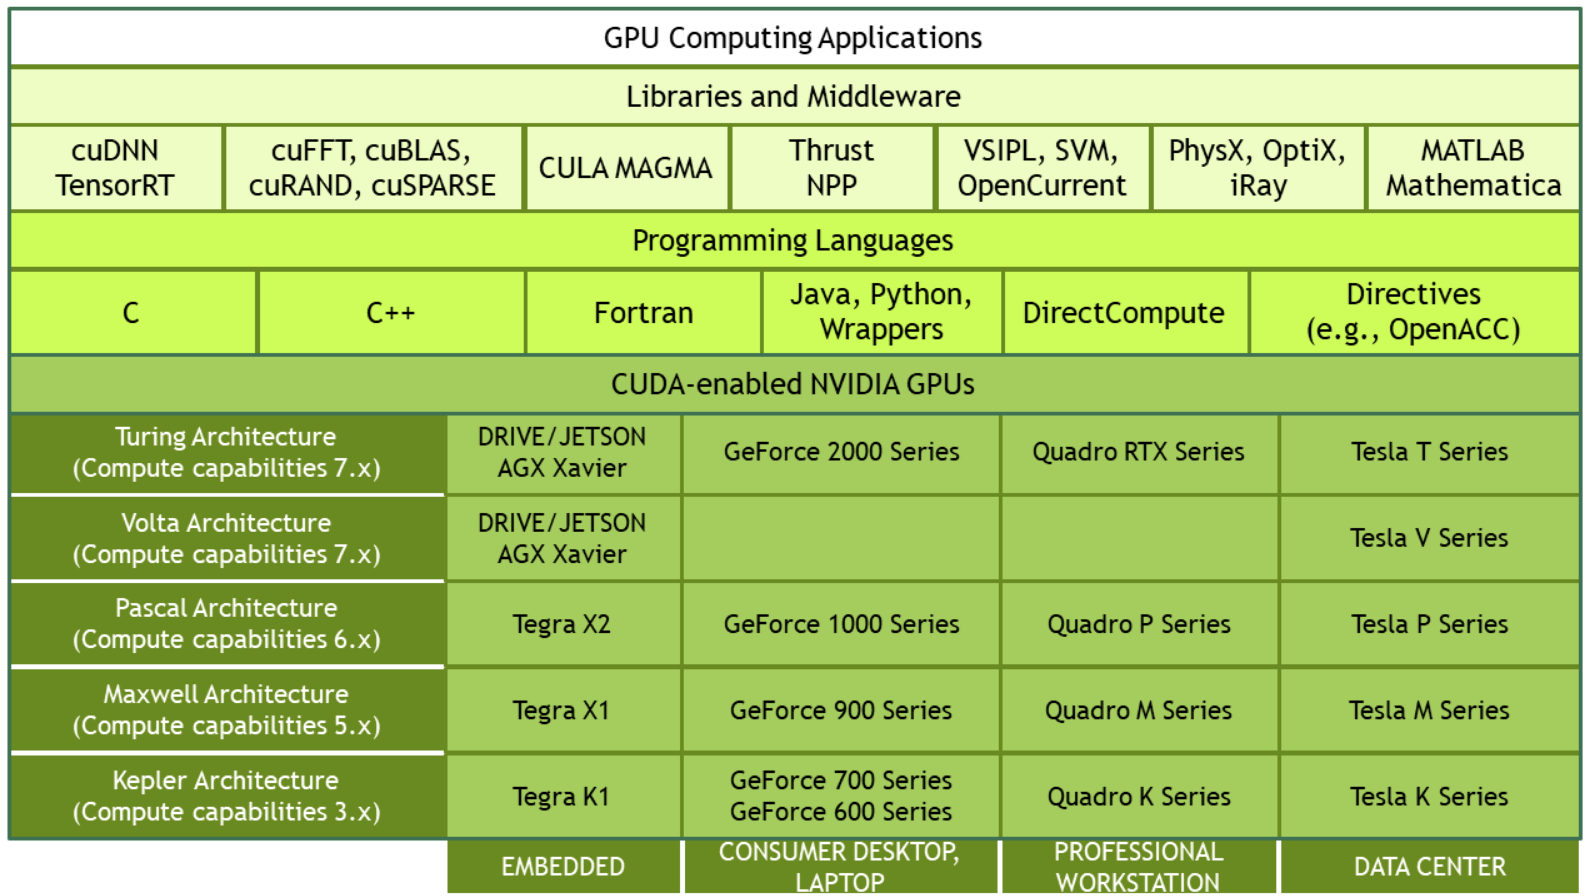 GPU Computing Applications
Libraries and Middleware
cuDNN
TensorRT
cuFFT, cuBLAS,
cuRAND, cuSPARSE
CULA MAGMA
Thrust
NPP
VSIPL, SVM,
OpenCurrent
PhysX, OptiX,
iRay
MATLAB
Mathematica
Programming Languages
C
C++
Fortran
Java, Python,
Wrappers
DirectCompute
Directives
(e.g., OpenACC)
CUDA-enabled NVIDIA GPUs
Turing Architecture
(Compute capabilities 7.x)
DRIVE/JETSON
AGX Xavier
GeForce 2000 Series
Quadro RTX Series
Tesla T Series
Volta Architecture
(Compute capabilities 7.x)
DRIVE/JETSON
AGX Xavier
Tesla V Series
Pascal Architecture
(Compute capabilities 6.x)
Tegra X2
GeForce 1000 Series
Quadro P Series
Tesla P Series
Maxwell Architecture
(Compute capabilities 5.x)
Tegra X1
GeForce 900 Series
Quadro M Series
Tesla M Series
Kepler Architecture
(Compute capabilities 3.x)
Tegra K1
GeForce 700 Series
GeForce 600 Series
Quadro K Series
Tesla K Series
EMBEDDED
CONSUMER DESKTOP,
LAPTOP
PROFESSIONAL
WORKSTATION
DATA CENTER